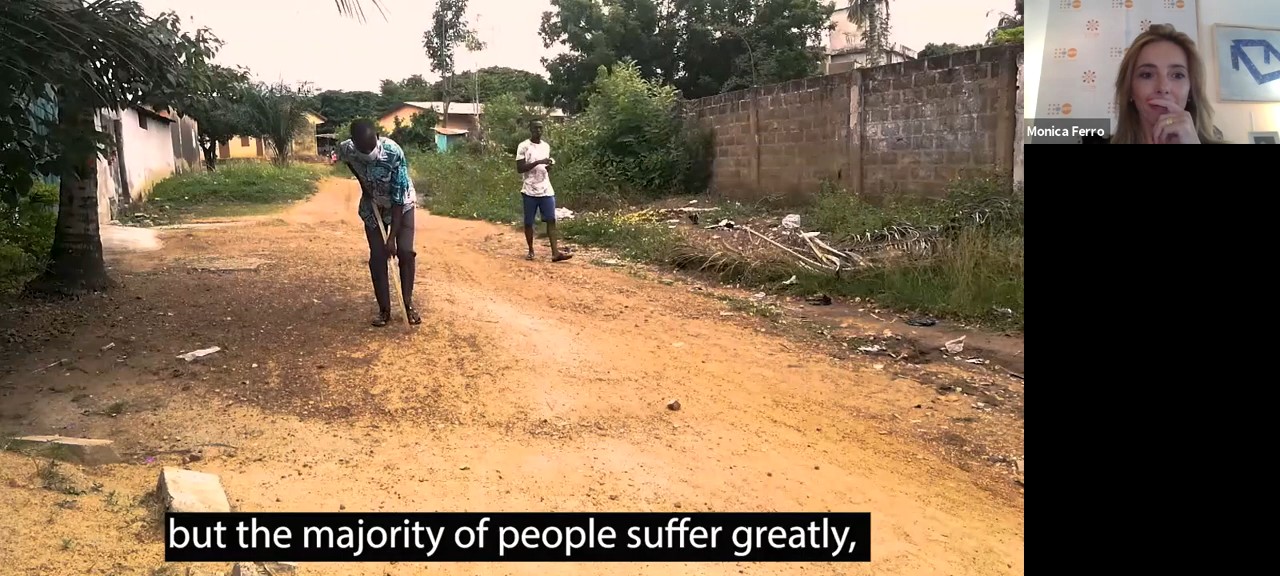 Monica Ferro
but the majority of people suffer greatly,